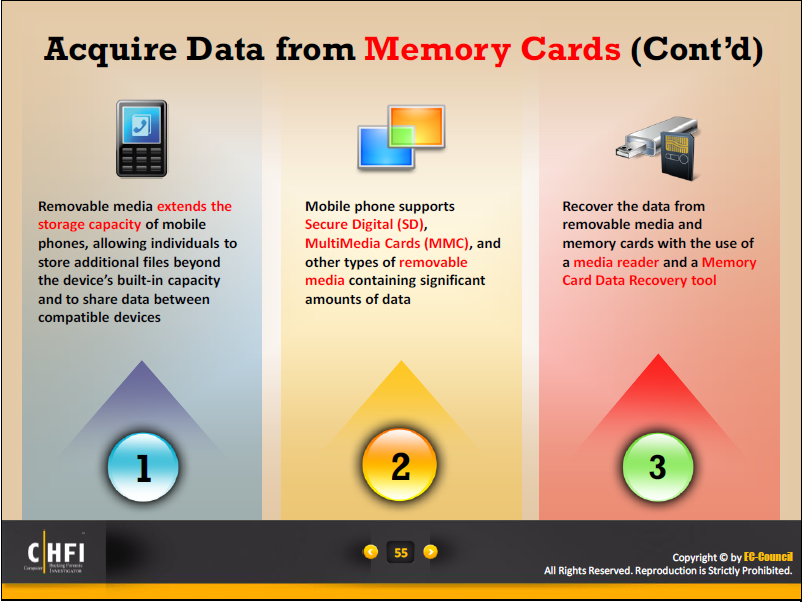 Acquire Data from Memory Cards (Cont’d)
Removable media extends the
storage capacity of mobile
phones, allowing individuals to
store additional files beyond
the device’s built-in capacity
and to share data between
compatible devices
Mobile phone supports
Secure Digital (SD),
MultiMedia Cards (MMC), and
other types of removable
media containing significant
amounts of data
Recover the data from
removable media and
memory cards with the use of
a media reader and a Memory
Card Data Recovery tool
1
2
3
CHFI
Computer Hacking Forensic
INVESTIGATOR
55
Copyright © by EC-Council
All Rights Reserved. Reproduction is Strictly Prohibited.